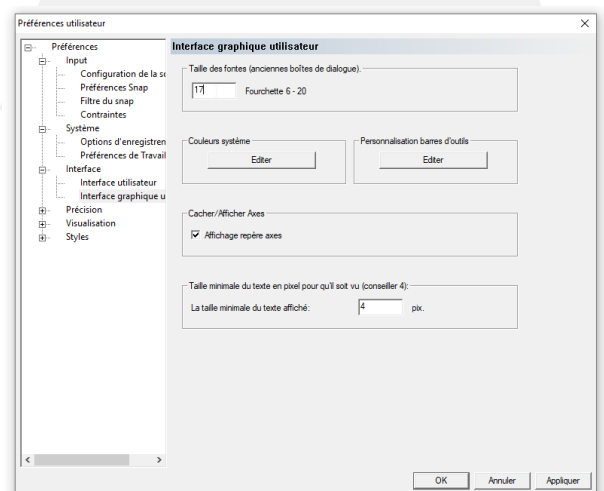 Préférences utilisateur
Préférences
Input
Configuration de la so
Préférences Snap
Filtre du snap
Contraintes
Système
Options d'enregistren
Préférences de Travail
Interface
Interface utilisateur
Interface graphique u
Précision
Visualisation
Styles
Interface graphique utilisateur
Taille des fontes (anciennes boîtes de dialogue).
17 Fourchette 6 - 20
Couleurs système
Editer
Personnalisation barres d'outils
Editer
Cacher/Afficher Axes
Affichage repère axes
Taille minimale du texte en pixel pour qu'il soit vu (conseiller 4):
La taille minimale du texte affiché: 4 pix.
OK Annuler Appliquer